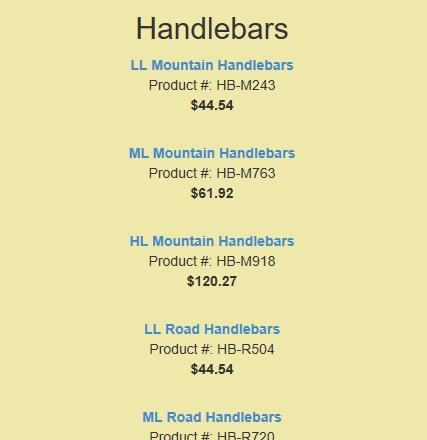 Handlebars
LL Mountain Handlebars
Product #: HB-M243
$44.54
ML Mountain Handlebars
Product #: HB-M763
$61.92
HL Mountain Handlebars
Product #: HB-M918
$120.27
LL Road Handlebars
Product #: HB-R504
$44.54
ML Road Handlebars
Product #: HB-R720